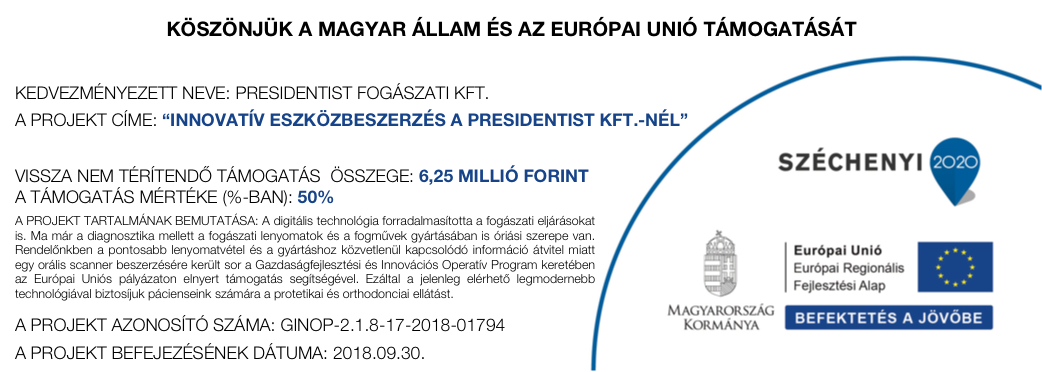 KÖSZÖNJÜK A MAGYAR ÁLLAM ÉS AZ EURÓPAI UNIÓ TÁMOGATÁSÁT
KEDVEZMÉNYEZETT NEVE: PRESIDENTIST FOGÁSZATI KFT.
A PROJEKT CÍME: “INNOVATÍV ESZKÖZBESZERZÉS A PRESIDENTIST KFT.-NÉL”
VISSZA NEM TÉRÍTENDŐ TÁMOGATÁS ÖSSZEGE: 6,25 MILLIÓ FORINT
A TÁMOGATÁS MÉRTÉKE (%-BAN): 50%
A PROJEKT TARTALMÁNAK BEMUTATÁSA: A digitális technológia forradalmasította a fogászati eljárásokat
is. Ma már a diagnosztika mellett a fogászati lenyomatok és a fogművek gyártásában is óriási szerepe van.
Rendelőnkben a pontosabb lenyomatvétel és a gyártáshoz közvetlenül kapcsolódó információ átvitel miatt
egy orális scanner beszerzésére került sor a Gazdaságfejlesztési és Innovációs Operatív Program keretében
az Európai Uniós pályázaton elnyert támogatás segítségével. Ezáltal a jelenleg elérhető legmodernebb
technológiával biztosíjuk pácienseink számára a protetikai és orthodonciai ellátást.
A PROJEKT AZONOSÍTÓ SZÁMA: GINOP-2.1.8-17-2018-01794
A PROJEKT BEFEJEZÉSÉNEK DÁTUMA: 2018.09.30.
SZÉCHENYI 2020
MAGYARORSZÁG
KORMÁNYA
Európai Unió
Európai Regionális
Fejlesztési Alap
BEFEKTETÉS A JÖVŐBE